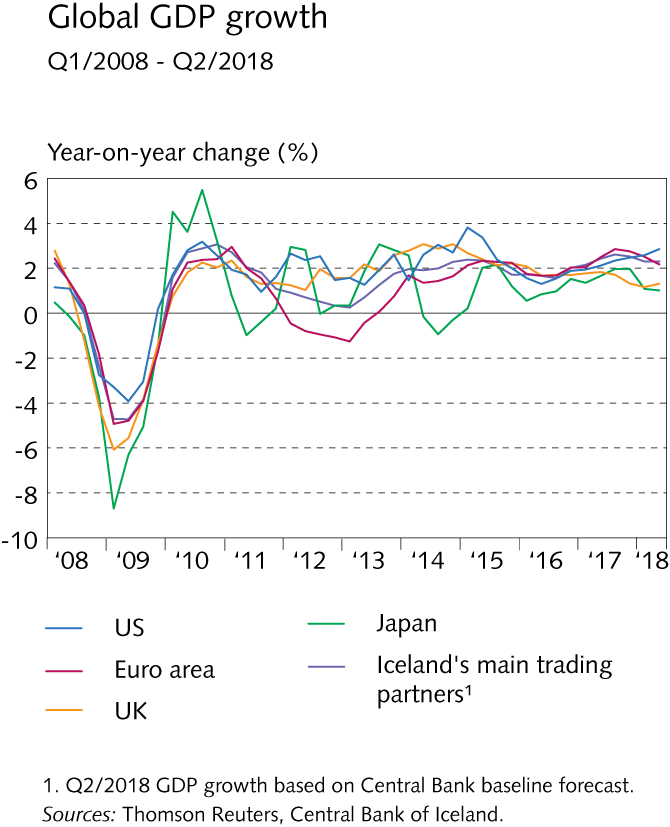 Global GDP growth
Q1/2008 - Q2/2018
Year-on-year change (%)
6
4
2
0
-2
-4
-6
-8
-10
‘08 ‘09 ‘10 ‘11 ‘12 ‘13 ‘14 ‘15 ‘16 ‘17 ‘18
US
Euro area
UK
Japan
Iceland's main trading
partners¹
1. Q2/2018 GDP growth based on Central Bank baseline forecast.
Sources: Thomson Reuters, Central Bank of Iceland.